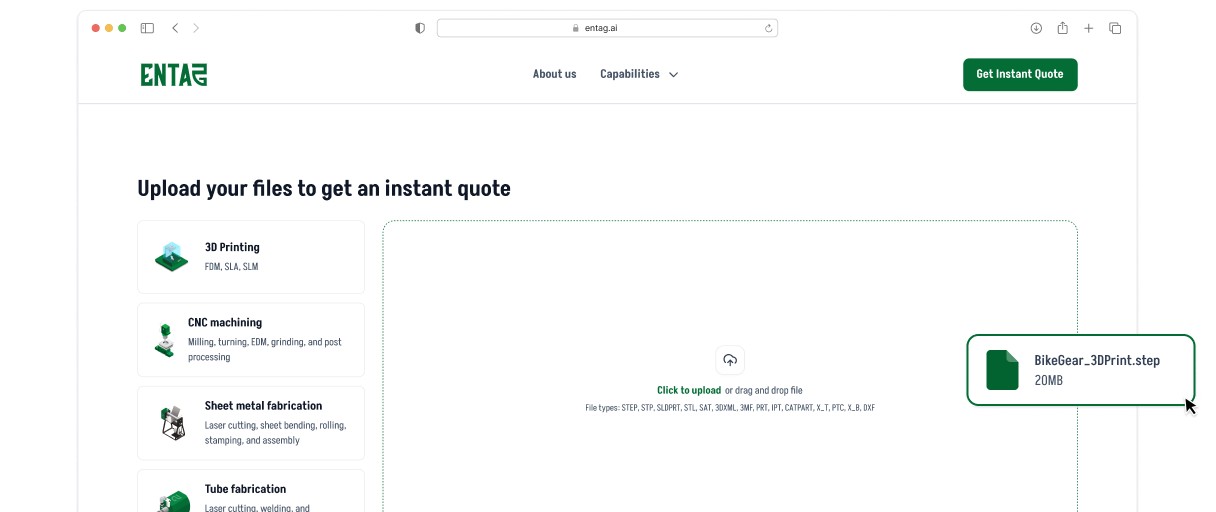 entag.ai
ENTAG
About us
Capabilities
Get Instant Quote
Upload your files to get an instant quote
3D Printing
FDM, SLA, SLM
CNC machining
Milling, turning, EDM, grinding, and post
processing
Sheet metal fabrication
Laser cutting, sheet bending, rolling,
stamping, and assembly
Tube fabrication
Laser cutting, welding, and
Click to upload or drag and drop file
File types: STEP, STP, SLDPRT, STL, SAT, 3DXML, 3MF, PRT, IPT, CATPART, X_T, PTC, X_B, DXF
BikeGear_3DPrint.step
20MB